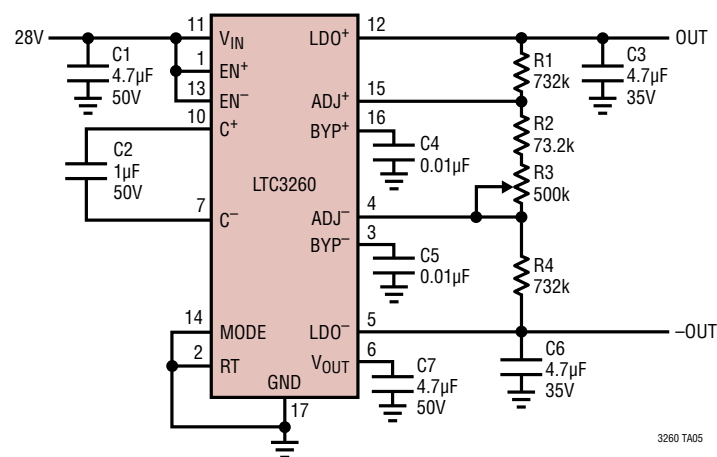 28V
C1
4.7µF
50V
C2
1µF
50V
11
1
13
10
7
14
2
V_IN
EN⁺
EN⁻
C⁺
C⁻
MODE
RT
LTC3260
GND
17
LDO⁺
ADJ⁺
BYP⁺
ADJ⁻
BYP⁻
LDO⁻
V_OUT
12
15
16
4
3
5
6
C4
0.01µF
C5
0.01µF
C7
4.7µF
50V
R1
732k
R2
73.2k
R3
500k
R4
732k
C3
4.7µF
35V
OUT
–OUT
C6
4.7µF
35V
3260 TA05